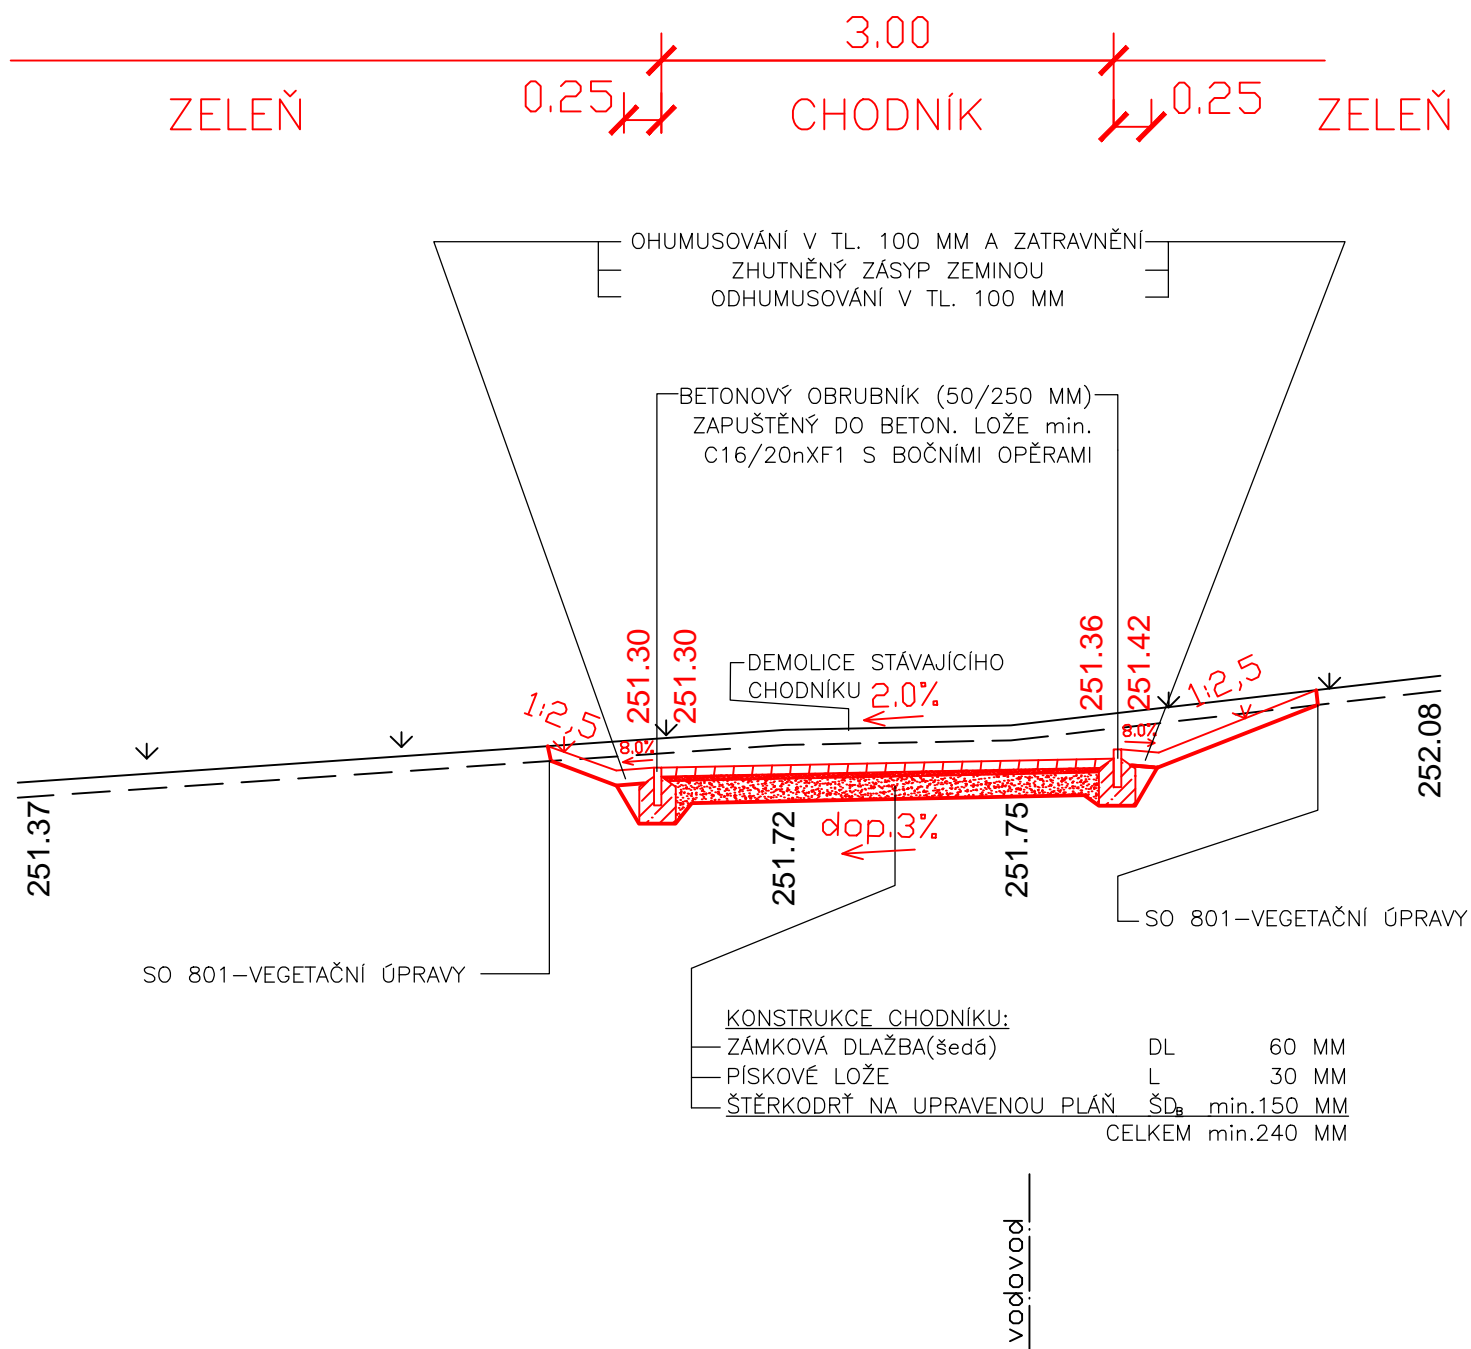 3.00
0.25
0.25
ZELEŇ
CHODNÍK
ZELEŇ
OHUMUSOVÁNÍ V TL. 100 MM A ZATRAVNĚNÍ
ZHUTNĚNÝ ZÁSYP ZEMINOU
ODHUMUSOVÁNÍ V TL. 100 MM
BETONOVÝ OBRUBNÍK (50/250 MM)
ZAPUŠTĚNÝ DO BETON. LOŽE min.
C16/20nXF1 S BOČNÍMI OPĚRAMI
251.30
251.30
251.36
251.42
DEMOLICE STÁVAJÍCÍHO
CHODNÍKU
2.0%
1:2,5
1:2,5
8.0%
8.0%
251.37
251.72
dop.3%
251.75
252.08
SO 801-VEGETAČNÍ ÚPRAVY
SO 801-VEGETAČNÍ ÚPRAVY
KONSTRUKCE CHODNÍKU:
ZÁMKOVÁ DLAŽBA(šedá) DL 60 MM
PÍSKOVÉ LOŽE L 30 MM
ŠTĚRKODRŤ NA UPRAVENOU PLÁŇ ŠDB min.150 MM
CELKEM min.240 MM
vodovod